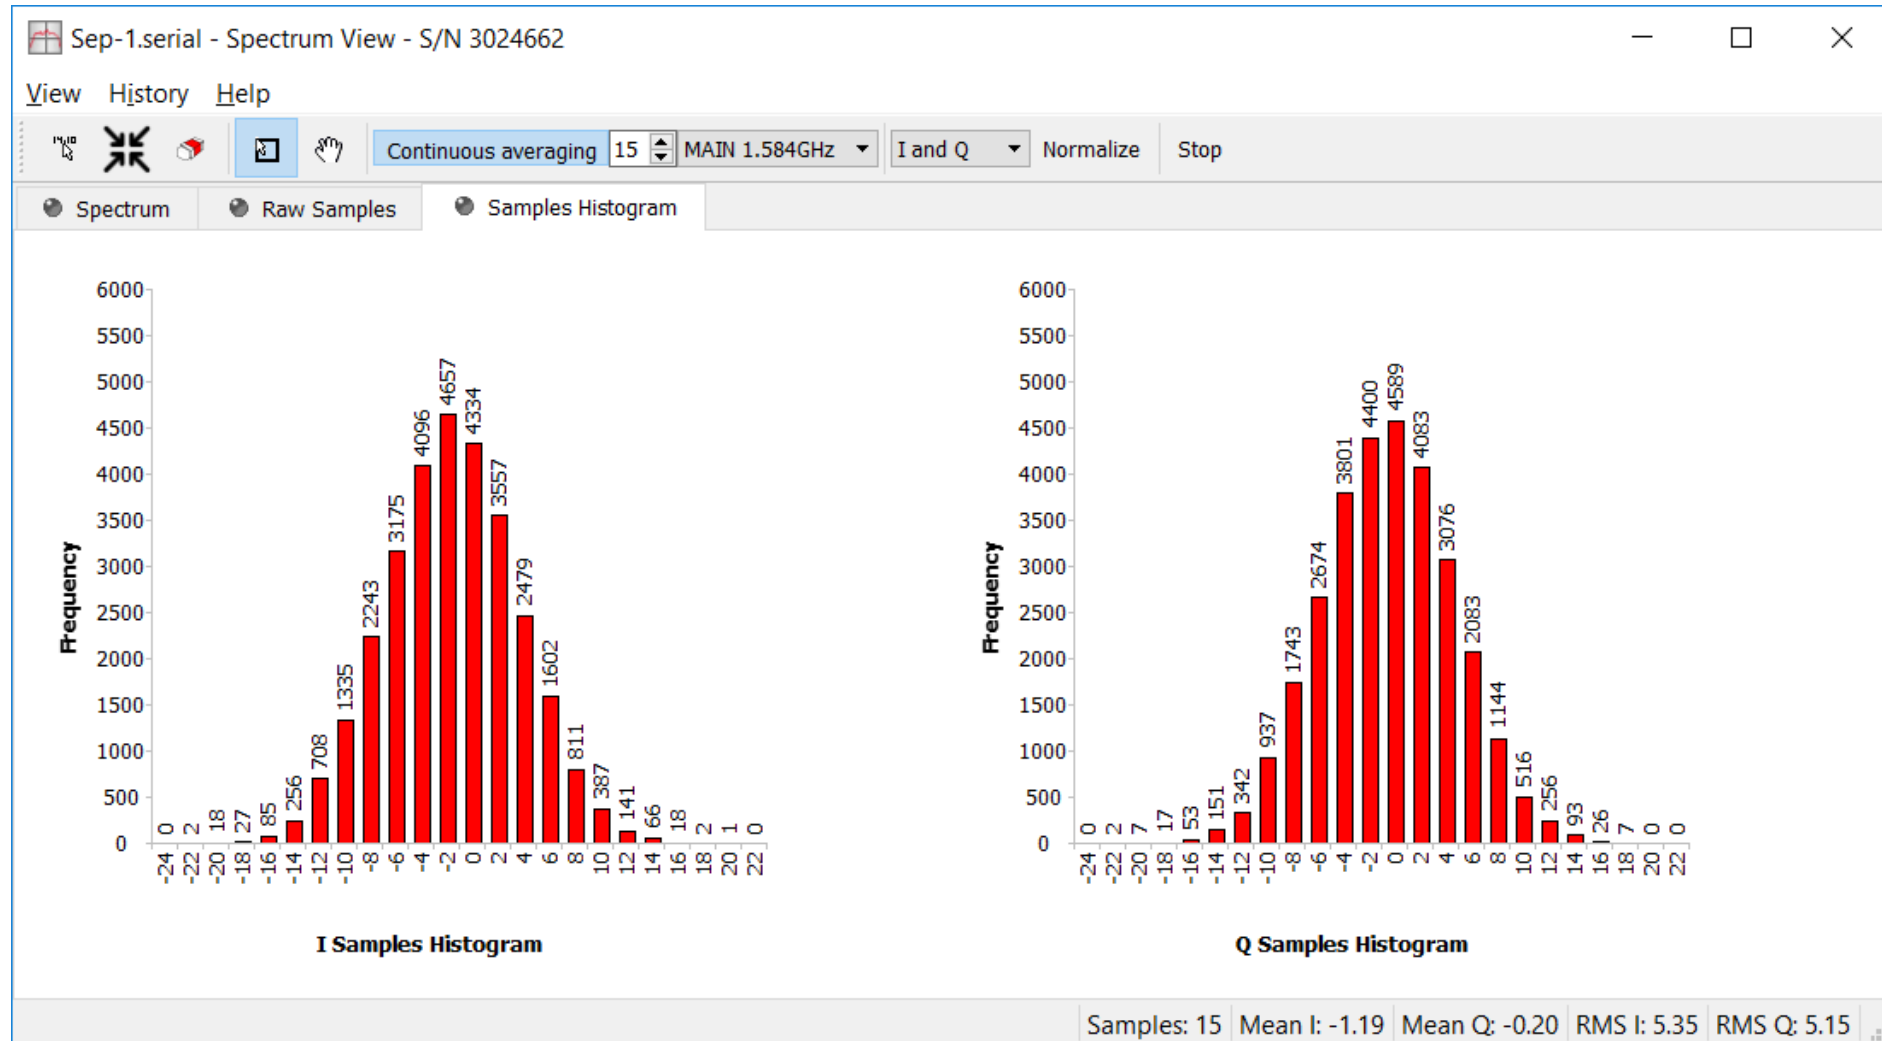 Sep-1.serial - Spectrum View - S/N 3024662
View History Help
Continuous averaging 15 MAIN 1.584GHz I and Q Normalize Stop
Spectrum Raw Samples Samples Histogram
6000
5500
5000
4500
4000
3500
3000
2500
2000
1500
1000
500
0
Frequency
0 2 18 27 85 256 708 1335 2243 3175 4096 4657 4334 3557 2479 1602 811 387 141 66 18 2 1 0
-24 -22 -20 -18 -16 -14 -12 -10 -8 -6 -4 -2 0 2 4 6 8 10 12 14 16 18 20 22
I Samples Histogram
6000
5500
5000
4500
4000
3500
3000
2500
2000
1500
1000
500
0
Frequency
0 2 7 17 53 151 342 937 1743 2674 3801 4400 4589 4083 3076 2083 1144 516 256 93 26 7 0 0
-24 -22 -20 -18 -16 -14 -12 -10 -8 -6 -4 -2 0 2 4 6 8 10 12 14 16 18 20 22
Q Samples Histogram
Samples: 15 Mean I: -1.19 Mean Q: -0.20 RMS I: 5.35 RMS Q: 5.15